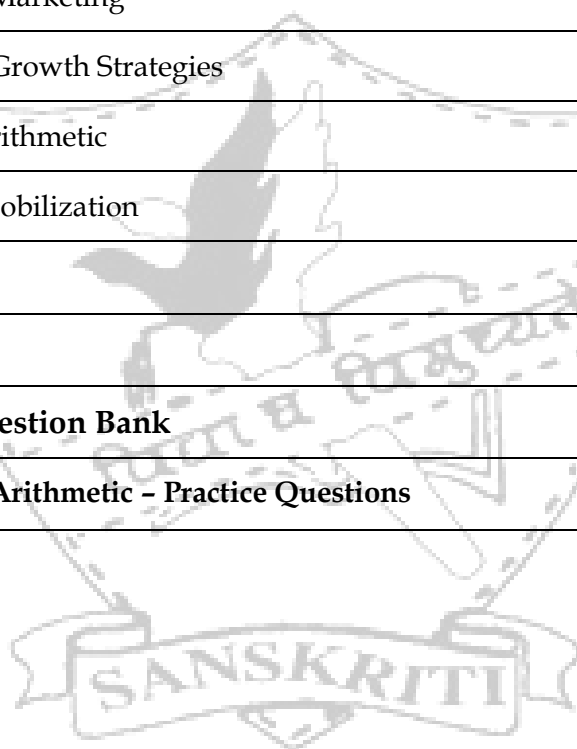 Marketing
Growth Strategies
rithmetic
obilization
estion Bank
Arithmetic – Practice Questions
SANSKRITI